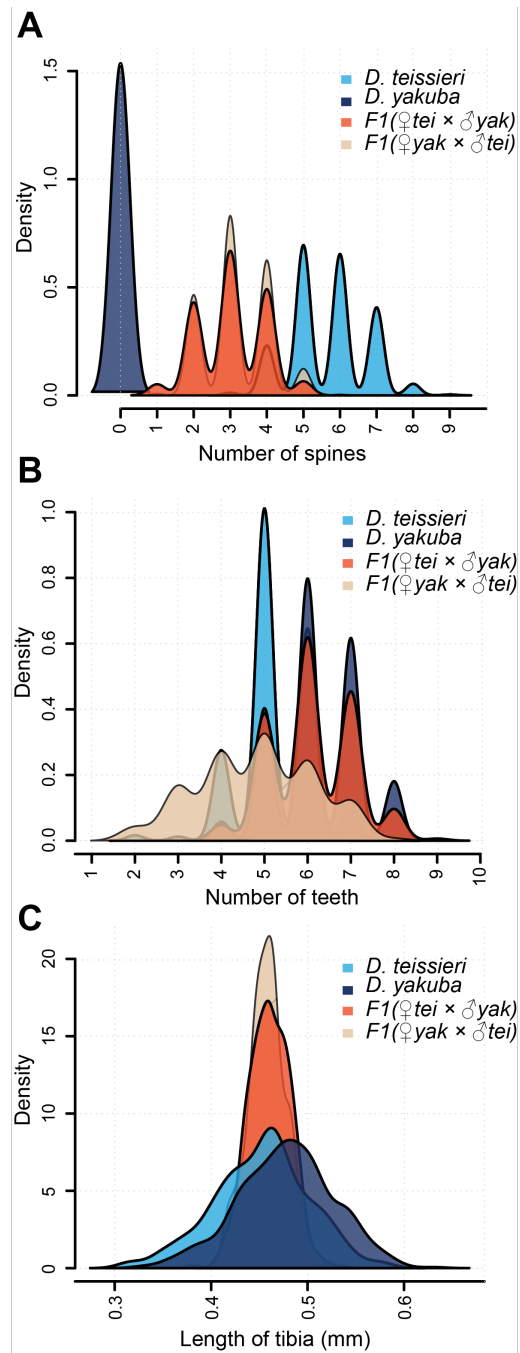 A
D. teissieri
D. yakuba
F1(♀tei × ♂yak)
F1(♀yak × ♂tei)
Density
0.0
0.5
1.0
1.5
0 1 2 3 4 5 6 7 8 9
Number of spines
B
D. teissieri
D. yakuba
F1(♀tei × ♂yak)
F1(♀yak × ♂tei)
Density
0.0
0.2
0.4
0.6
0.8
1.0
1 2 3 4 5 6 7 8 9 10
Number of teeth
C
D. teissieri
D. yakuba
F1(♀tei × ♂yak)
F1(♀yak × ♂tei)
Density
0
5
10
15
20
0.3 0.4 0.5 0.6
Length of tibia (mm)